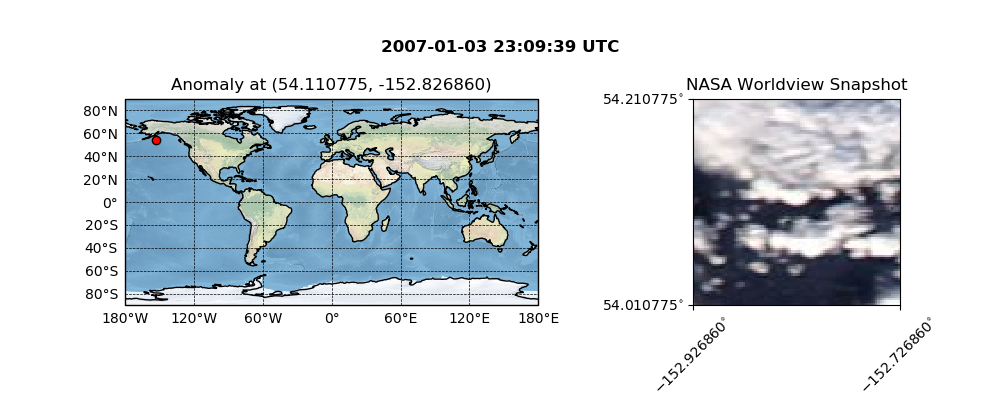 2007-01-03 23:09:39 UTC
Anomaly at (54.110775, -152.826860)
NASA Worldview Snapshot
80°N
60°N
40°N
20°N
0°
20°S
40°S
60°S
80°S
180°W 120°W 60°W 0° 60°E 120°E 180°E
54.210775°
54.010775°
−152.926860°
−152.726860°